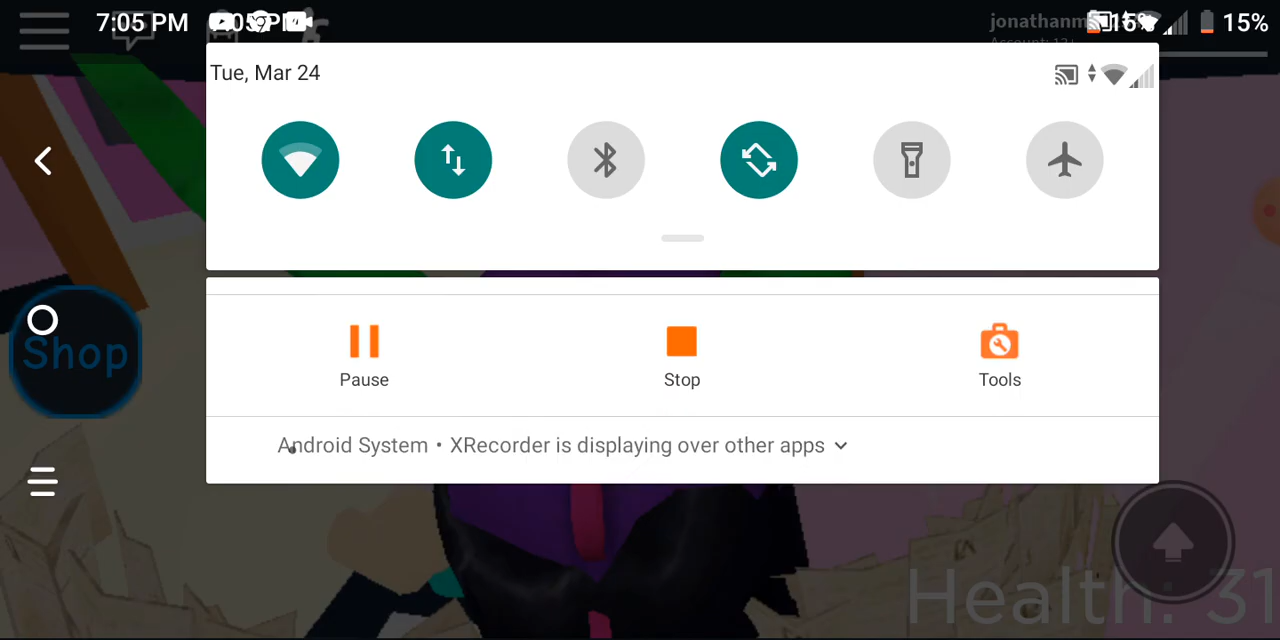 7:05 PM
15%
Tue, Mar 24
Shop
Pause
Stop
Tools
Android System • XRecorder is displaying over other apps
Health: 31